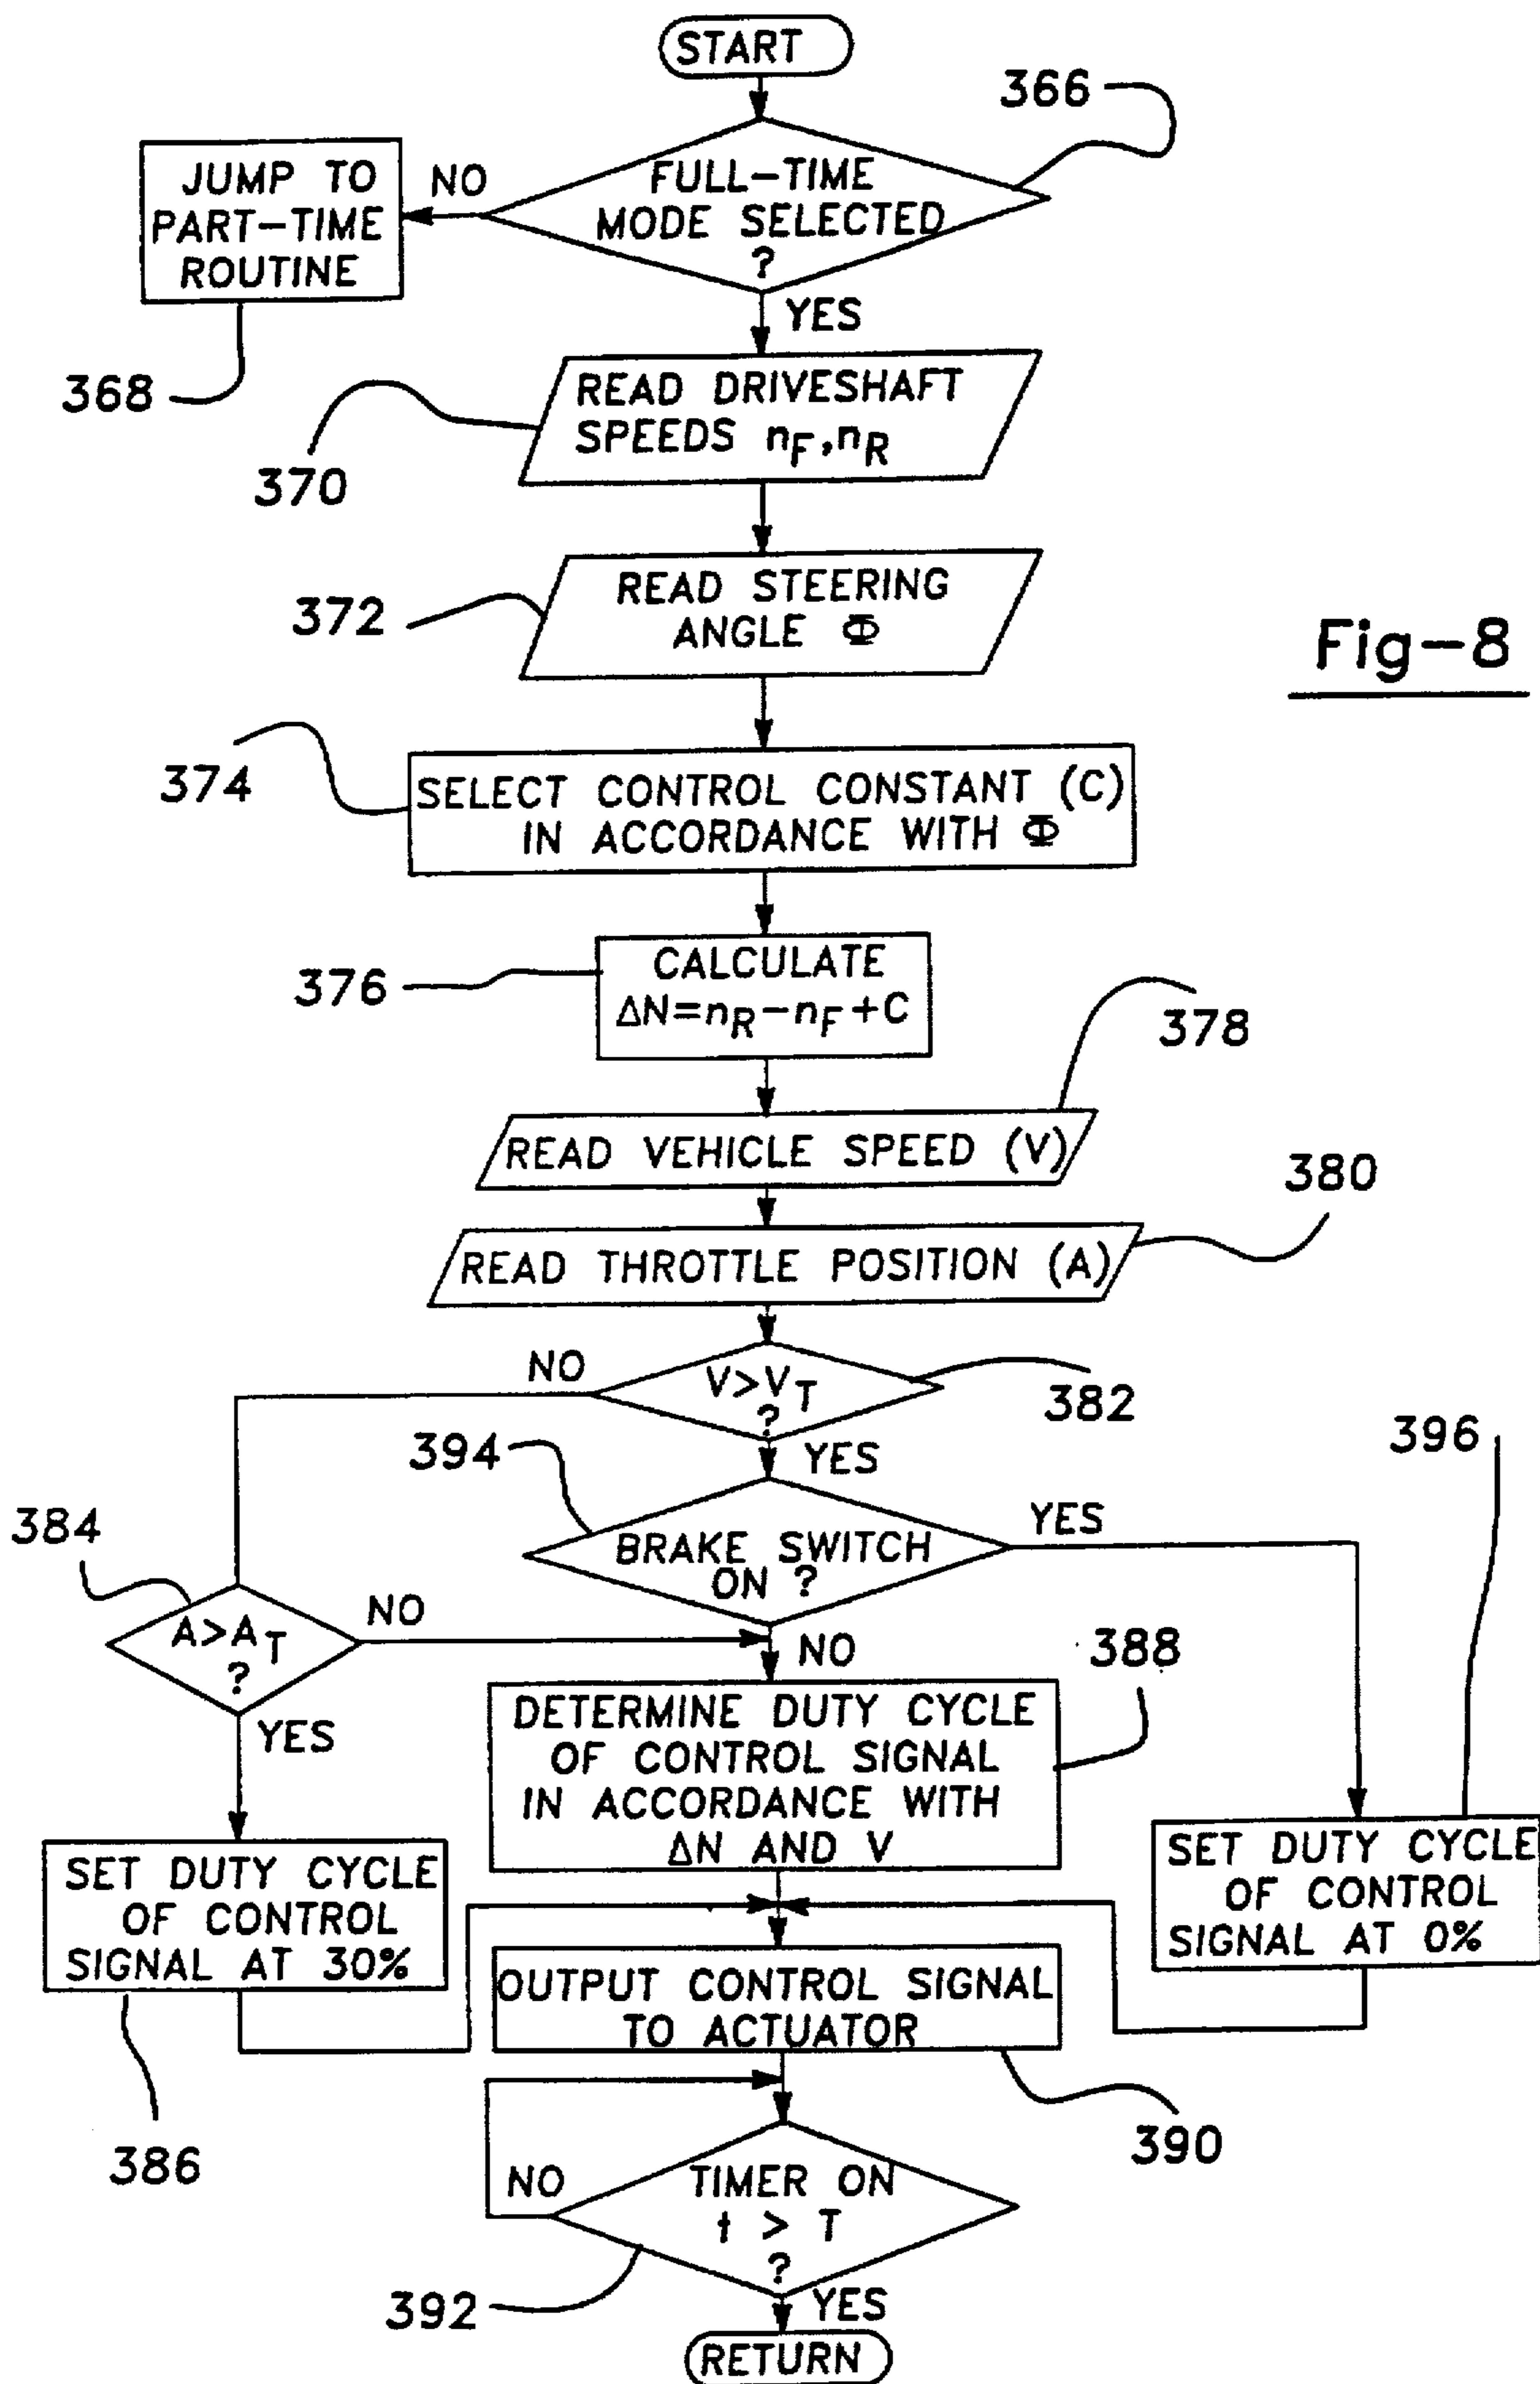 START
366
FULL-TIME
MODE SELECTED
?
NO
JUMP TO
PART-TIME
ROUTINE
368
YES
READ DRIVESHAFT
SPEEDS nF,nR
370
READ STEERING
ANGLE Φ
372
Fig-8
374
SELECT CONTROL CONSTANT (C)
IN ACCORDANCE WITH Φ
376
CALCULATE
ΔN=nR-nF+C
378
READ VEHICLE SPEED (V)
380
READ THROTTLE POSITION (A)
NO
V>VT
?
382
YES
394
396
BRAKE SWITCH
ON ?
YES
384
A>AT
?
NO
NO
388
YES
DETERMINE DUTY CYCLE
OF CONTROL SIGNAL
IN ACCORDANCE WITH
ΔN AND V
SET DUTY CYCLE
OF CONTROL
SIGNAL AT 30%
SET DUTY CYCLE
OF CONTROL
SIGNAL AT 0%
OUTPUT CONTROL SIGNAL
TO ACTUATOR
386
390
NO
TIMER ON
t > T
?
392
YES
RETURN